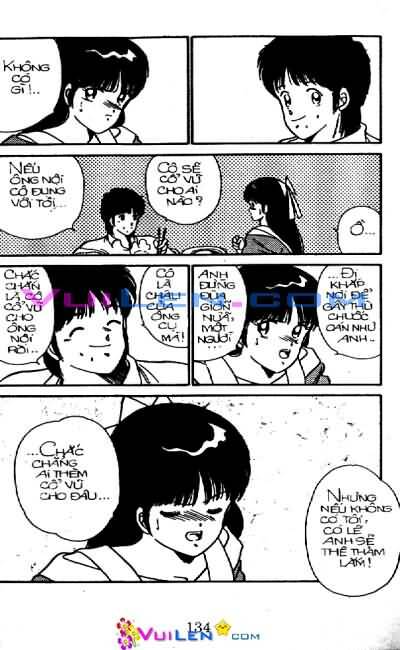 KHÔNG
CÓ
GÌ!..
NẾU
ÔNG NỘI
CÔ ĐỤNG
VỚI TÔI...
CÔ SẼ
CỔ VŨ
CHO AI
NÀO?
Ồ...
CHẮC
CHẮN
LÀ CÔ
CỔ VŨ
CHO
ÔNG
NỘI
RỒI...
CÔ
LÀ
CHÁU
CỦA
ÔNG
CỤ
MÀ!
ANH
ĐỪNG
ĐÙA
GIỠN
NỮA,
MỘT
NGƯỜI
...ĐI
KHẮP
NƠI ĐỂ
GÂY THÙ
CHUỐC
OÁN NHƯ
ANH...
VUILEN.COM
...CHẮC
CHẲNG
AI THÈM
CỔ VŨ
CHO ĐÂU...
NHƯNG
NẾU KHÔNG
CÓ TÔI,
CÓ LẼ
ANH SẼ
THÊ THẢM
LẮM!
134
VUILEN.COM